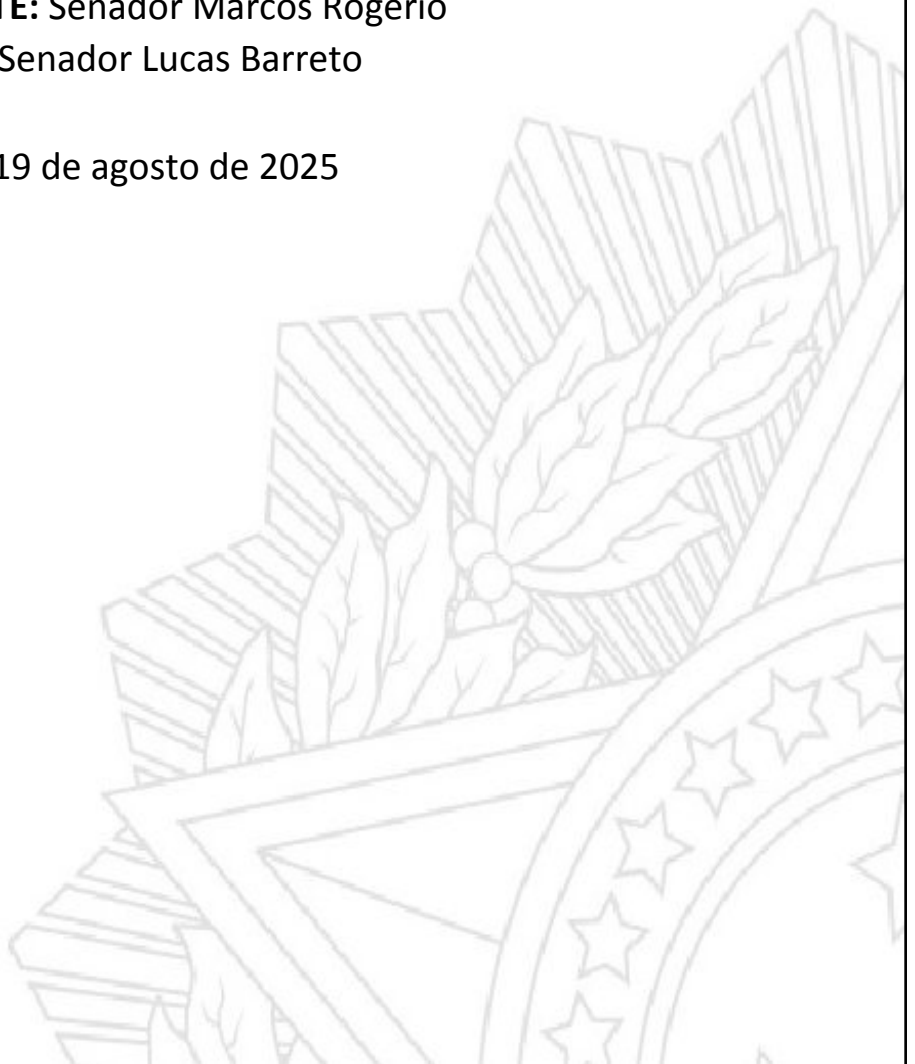 TE: Senador Marcos Rogério
Senador Lucas Barreto
19 de agosto de 2025